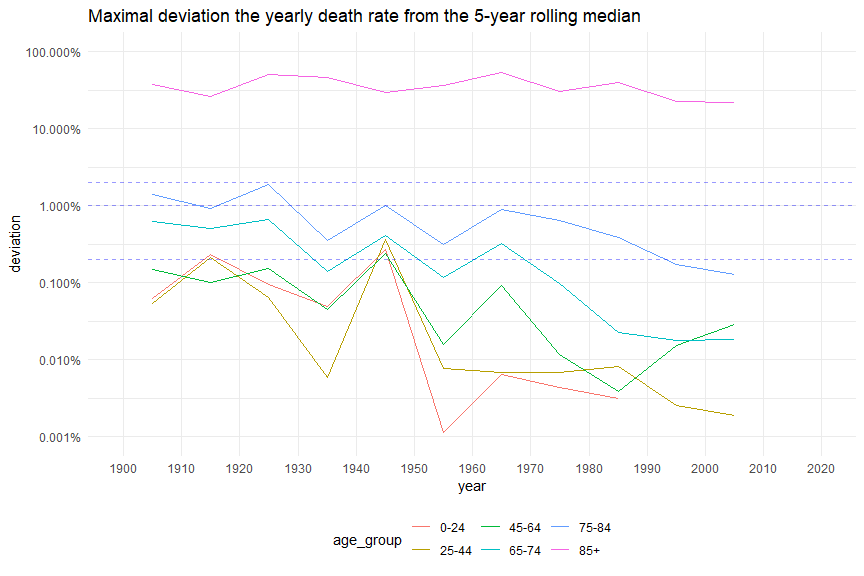 Maximal deviation the yearly death rate from the 5-year rolling median
100.000%
10.000%
1.000%
0.100%
0.010%
0.001%
deviation
1900 1910 1920 1930 1940 1950 1960 1970 1980 1990 2000 2010 2020
year
age_group
0-24 45-64 75-84
25-44 65-74 85+